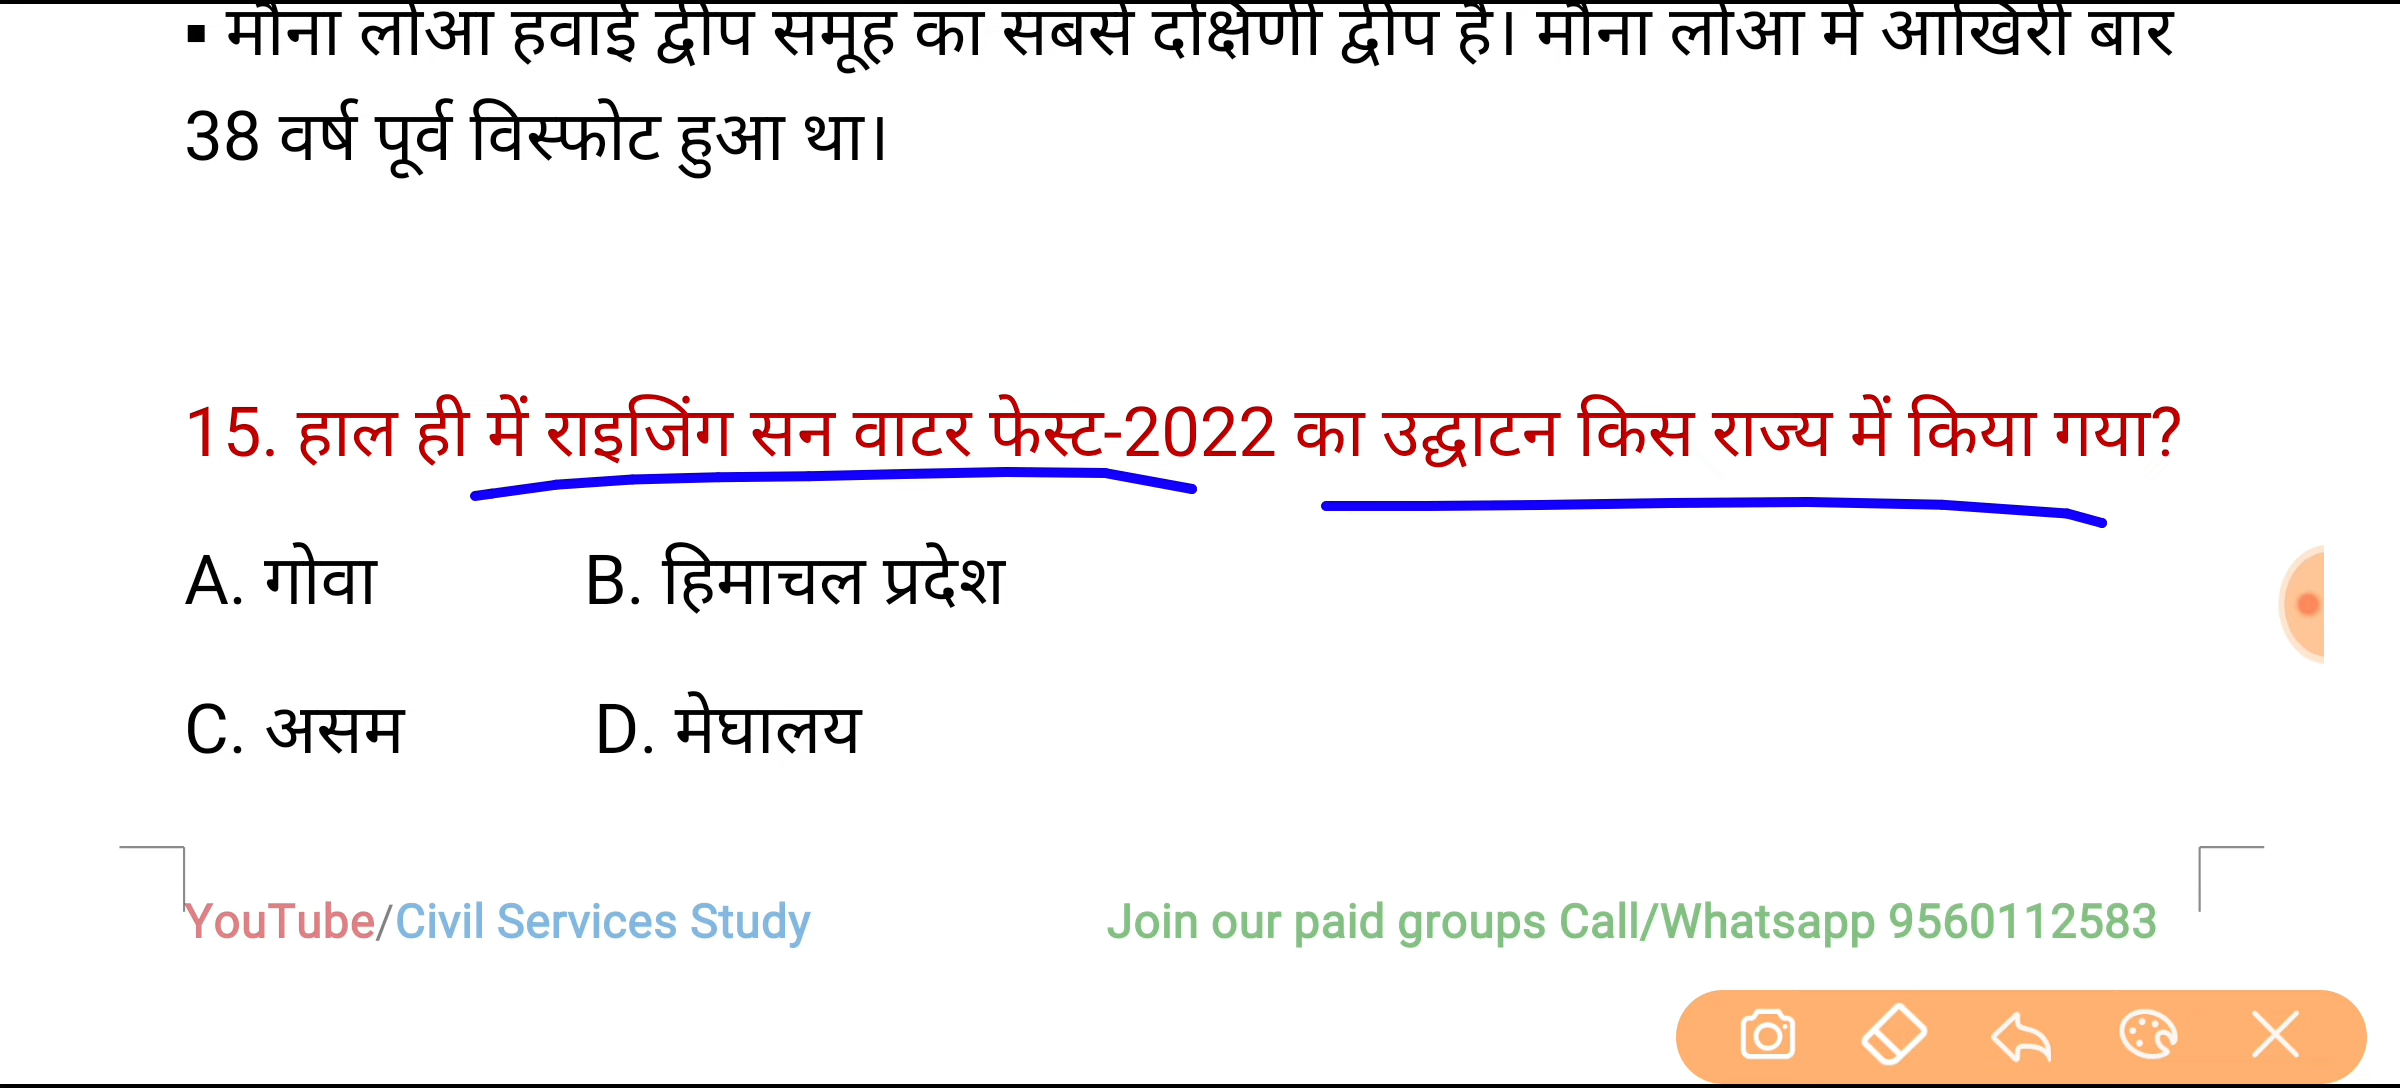 ▪ मौना लोआ हवाई द्वीप समूह का सबसे दक्षिणी द्वीप है। मौना लोआ में आखिरी बार
38 वर्ष पूर्व विस्फोट हुआ था।
15. हाल ही में राइजिंग सन वाटर फेस्ट-2022 का उद्घाटन किस राज्य में किया गया?
A. गोवा B. हिमाचल प्रदेश
C. असम D. मेघालय
YouTube/Civil Services Study Join our paid groups Call/Whatsapp 9560112583